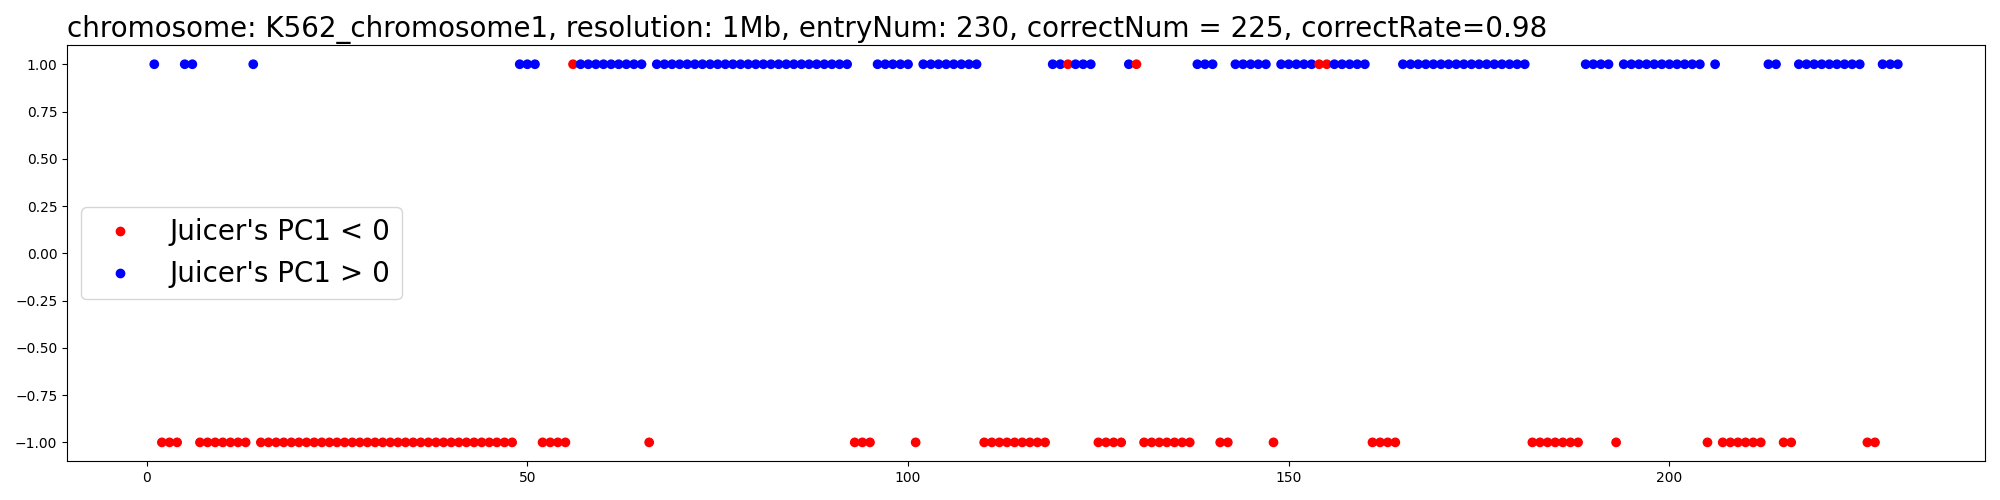 chromosome: K562_chromosome1, resolution: 1Mb, entryNum: 230, correctNum = 225, correctRate=0.98
1.00
0.75
0.50
0.25
0.00
−0.25
−0.50
−0.75
−1.00
Juicer's PC1 < 0
Juicer's PC1 > 0
0 50 100 150 200